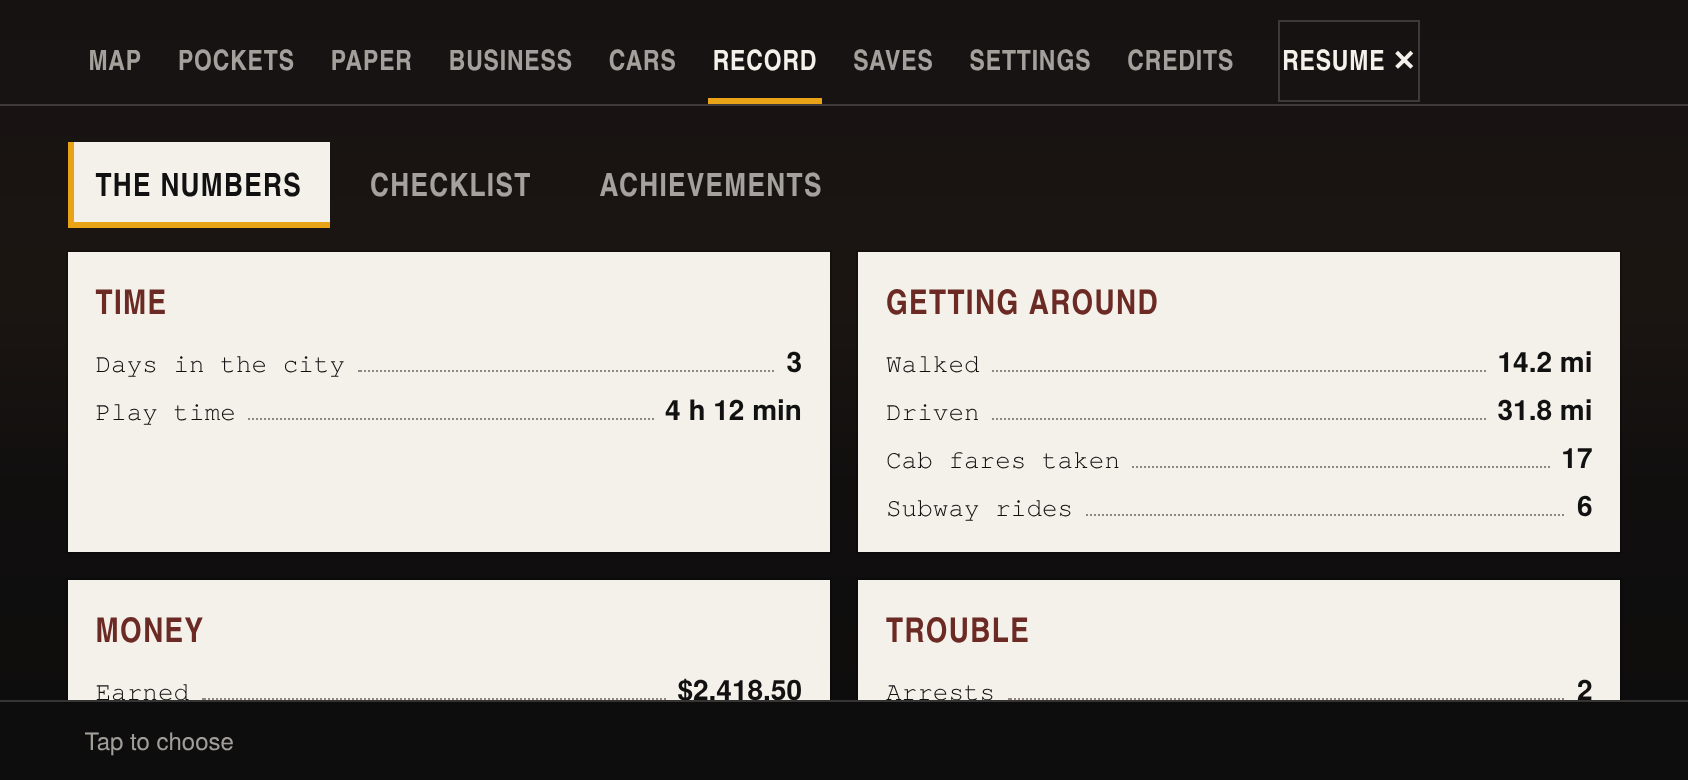 MAP POCKETS PAPER BUSINESS CARS RECORD SAVES SETTINGS CREDITS RESUME ✕
THE NUMBERS CHECKLIST ACHIEVEMENTS
TIME
Days in the city 3
Play time 4 h 12 min
GETTING AROUND
Walked 14.2 mi
Driven 31.8 mi
Cab fares taken 17
Subway rides 6
MONEY
Earned $2,418.50
TROUBLE
Arrests 2
Tap to choose